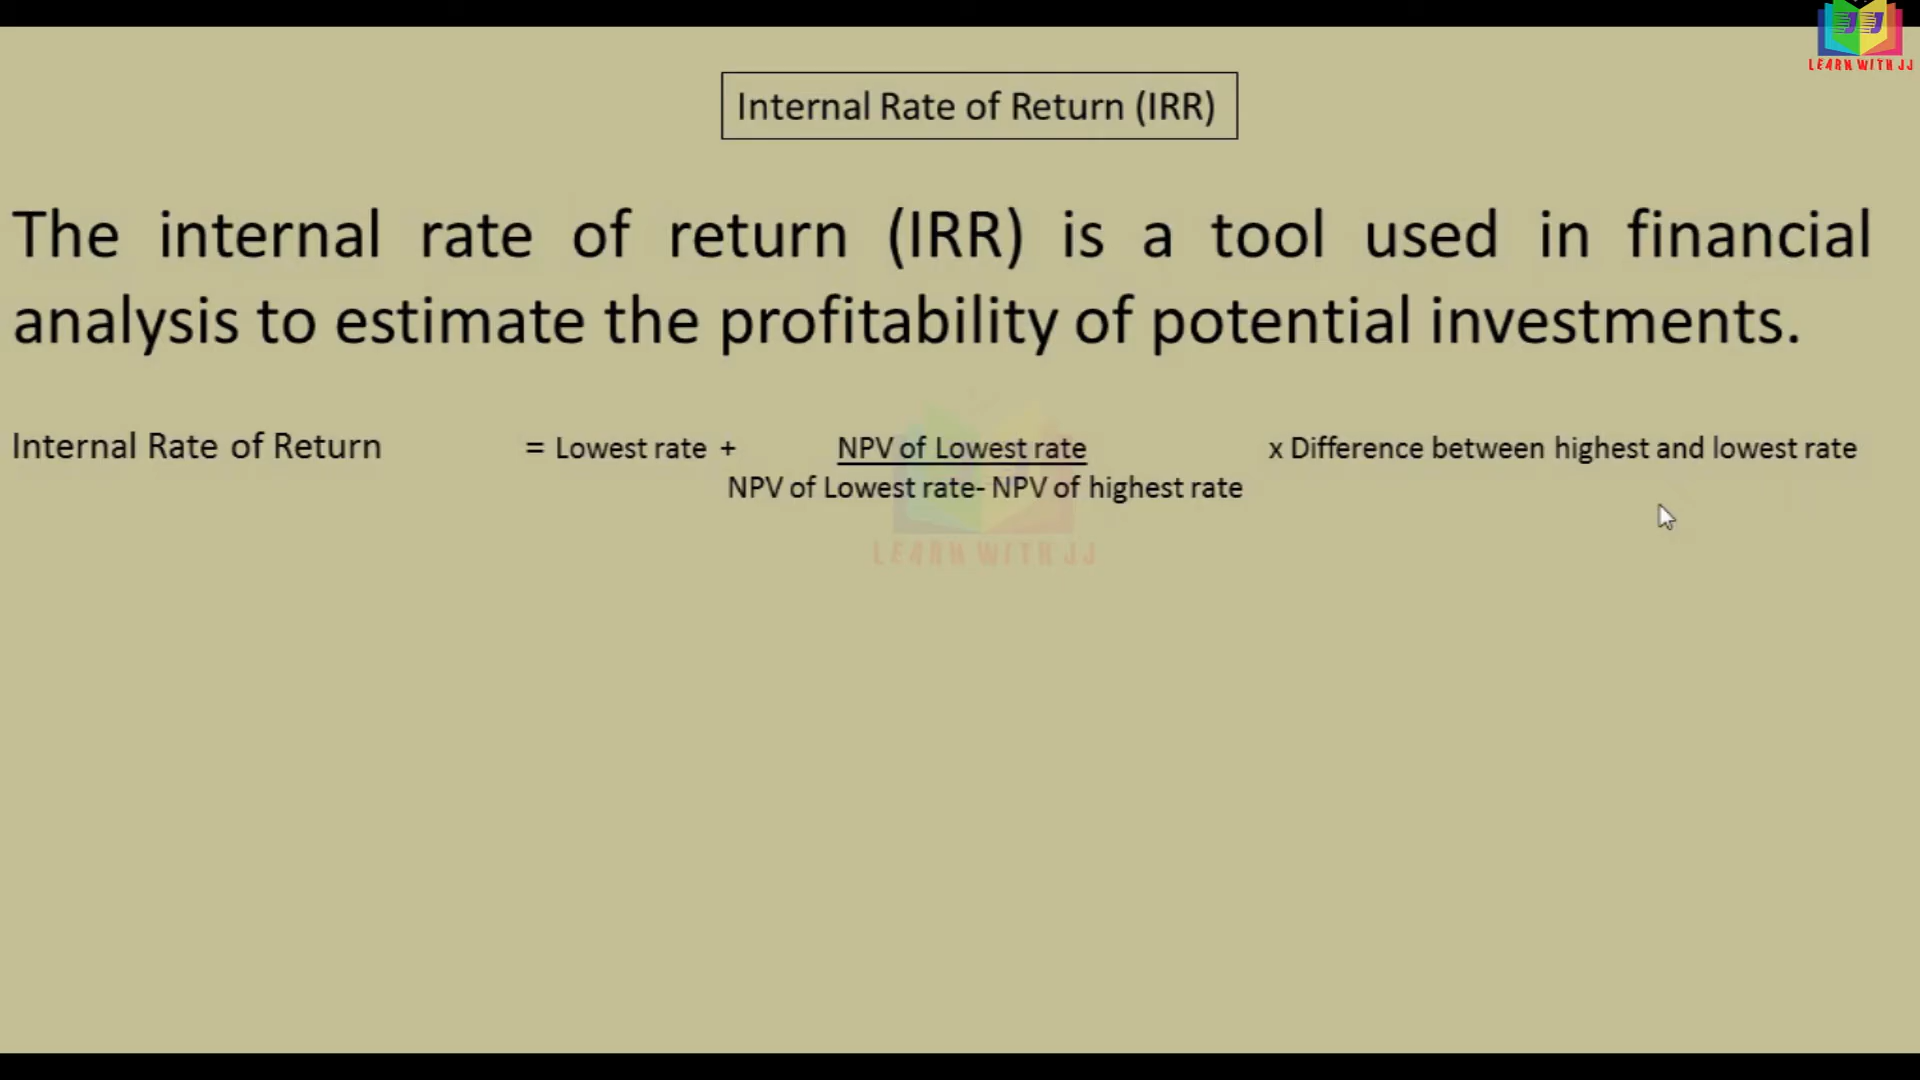 LEARN WITH JJ
Internal Rate of Return (IRR)
The internal rate of return (IRR) is a tool used in financial
analysis to estimate the profitability of potential investments.
Internal Rate of Return = Lowest rate + NPV of Lowest rate x Difference between highest and lowest rate
NPV of Lowest rate- NPV of highest rate
LEARN WITH JJ